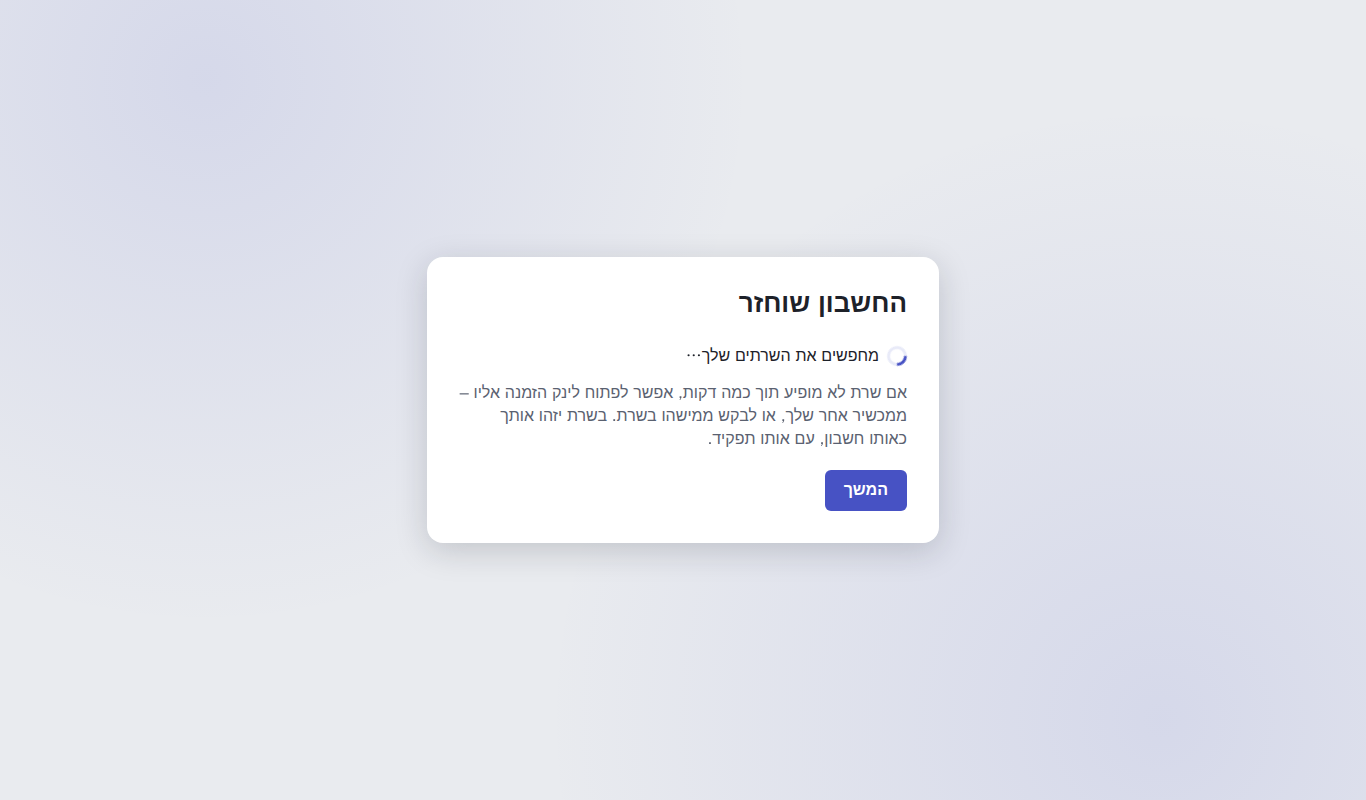 החשבון שוחזר
מחפשים את השרתים שלך…
אם שרת לא מופיע תוך כמה דקות, אפשר לפתוח לינק הזמנה אליו –
ממכשיר אחר שלך, או לבקש ממישהו בשרת. בשרת יזהו אותך
כאותו חשבון, עם אותו תפקיד.
המשך